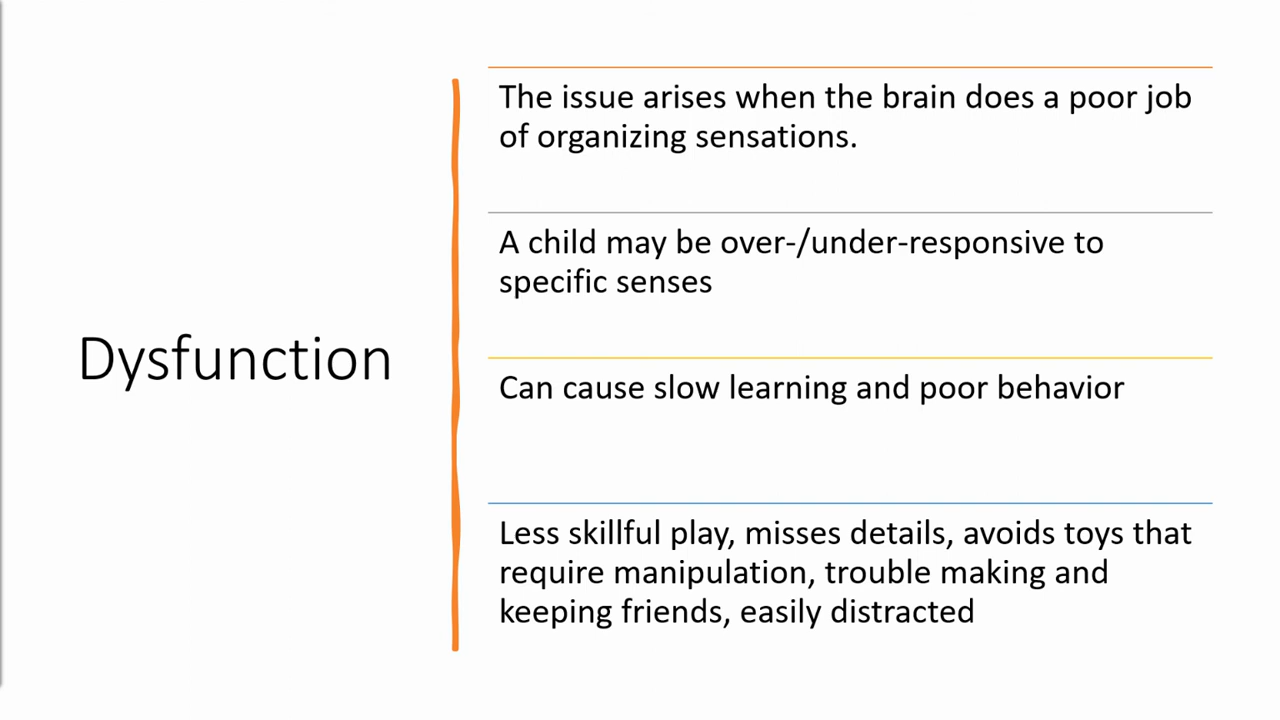 Dysfunction
The issue arises when the brain does a poor job
of organizing sensations.
A child may be over-/under-responsive to
specific senses
Can cause slow learning and poor behavior
Less skillful play, misses details, avoids toys that
require manipulation, trouble making and
keeping friends, easily distracted